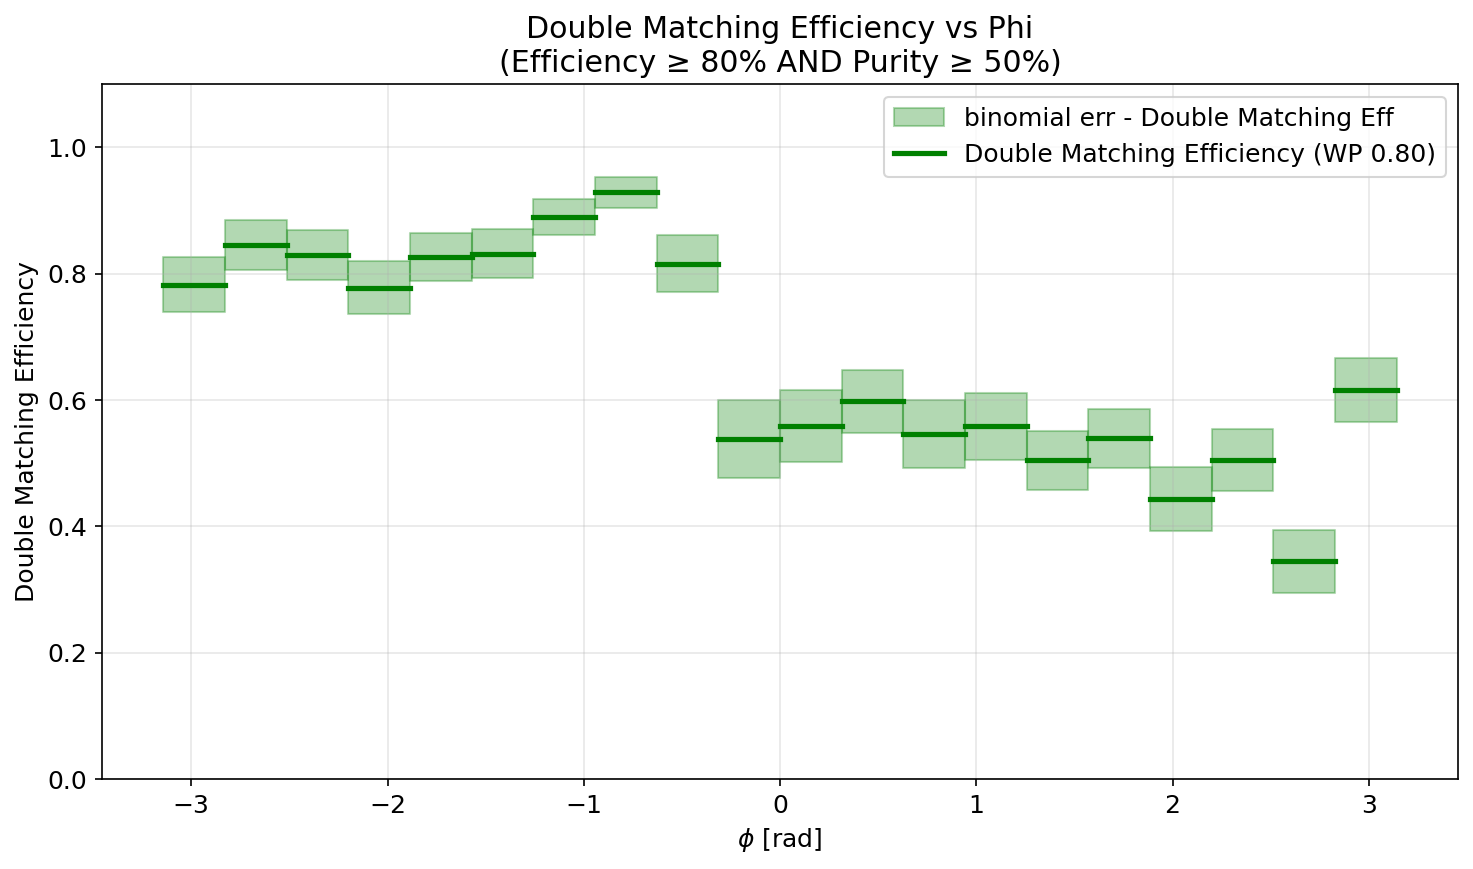 Double Matching Efficiency vs Phi
(Efficiency ≥ 80% AND Purity ≥ 50%)
binomial err - Double Matching Eff
Double Matching Efficiency (WP 0.80)
Double Matching Efficiency
1.0
0.8
0.6
0.4
0.2
0.0
−3
−2
−1
0
1
2
3
ϕ [rad]